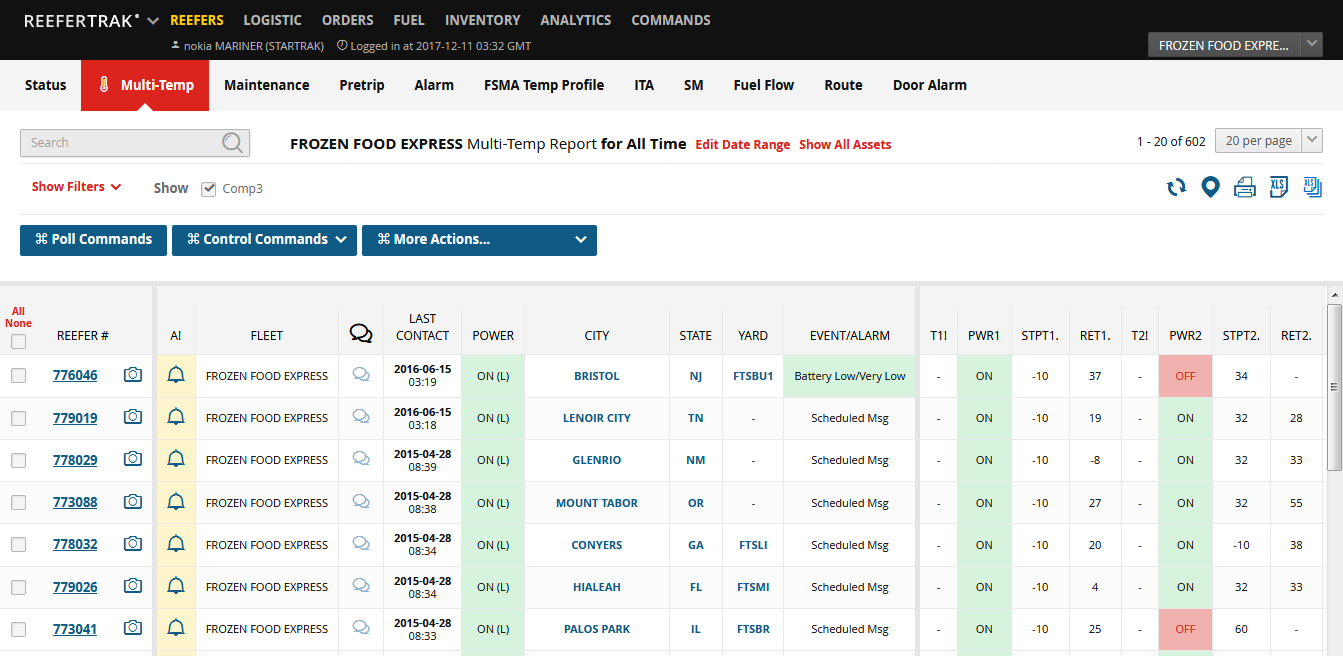 REEFERTRAK REEFERS LOGISTIC ORDERS FUEL INVENTORY ANALYTICS COMMANDS
nokia MARINER (STARTRAK) Logged in at 2017-12-11 03:32 GMT
FROZEN FOOD EXPRE...
Status Multi-Temp Maintenance Pretrip Alarm FSMA Temp Profile ITA SM Fuel Flow Route Door Alarm
Search FROZEN FOOD EXPRESS Multi-Temp Report for All Time Edit Date Range Show All Assets 1 - 20 of 602 20 per page
Show Filters Show Comp3 XLS XLS
⌘ Poll Commands ⌘ Control Commands ⌘ More Actions...
All
None
REEFER # A! FLEET LAST CONTACT POWER CITY STATE YARD EVENT/ALARM T1! PWR1 STPT1. RET1. T2! PWR2 STPT2. RET2.
776046 FROZEN FOOD EXPRESS 2016-06-15 03:19 ON (L) BRISTOL NJ FTSBU1 Battery Low/Very Low - ON -10 37 - OFF 34 -
779019 FROZEN FOOD EXPRESS 2016-06-15 03:18 ON (L) LENOIR CITY TN - Scheduled Msg - ON -10 19 - ON 32 28
778029 FROZEN FOOD EXPRESS 2015-04-28 08:39 ON (L) GLENRIO NM - Scheduled Msg - ON -10 -8 - ON 32 33
773088 FROZEN FOOD EXPRESS 2015-04-28 08:38 ON (L) MOUNT TABOR OR - Scheduled Msg - ON -10 27 - ON 32 55
778032 FROZEN FOOD EXPRESS 2015-04-28 08:34 ON (L) CONYERS GA FTSLI Scheduled Msg - ON -10 20 - ON -10 38
779026 FROZEN FOOD EXPRESS 2015-04-28 08:34 ON (L) HIALEAH FL FTSMI Scheduled Msg - ON -10 4 - ON 32 33
773041 FROZEN FOOD EXPRESS 2015-04-28 08:33 ON (L) PALOS PARK IL FTSBR Scheduled Msg - ON -10 25 - OFF 60 -